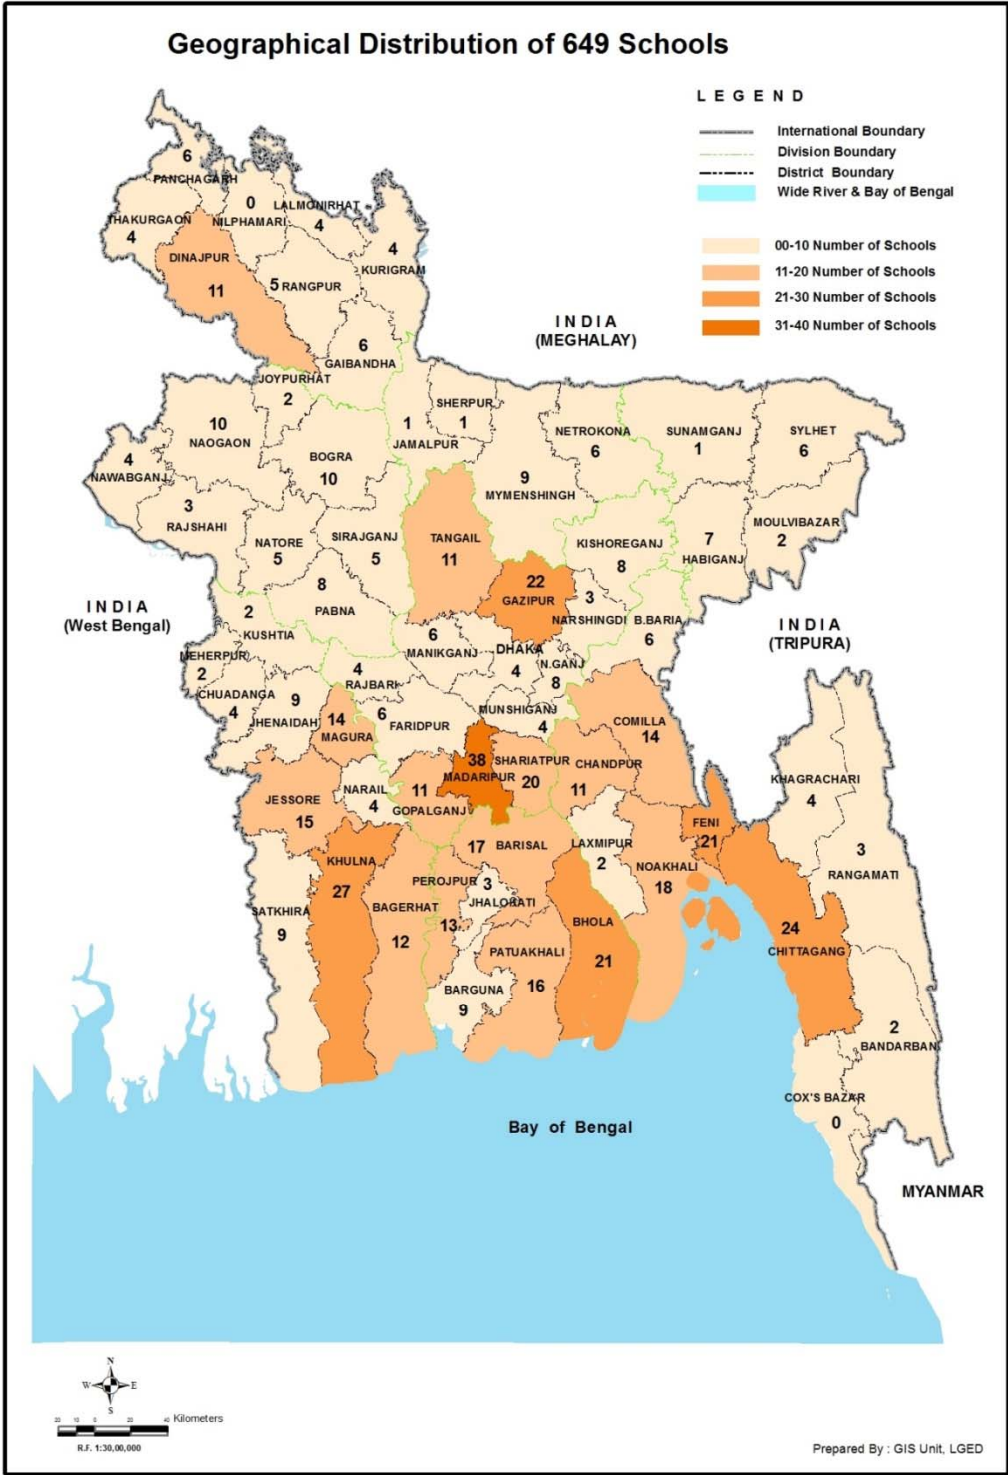 Geographical Distribution of 649 Schools
L E G E N D
International Boundary
Division Boundary
District Boundary
Wide River & Bay of Bengal
00-10 Number of Schools
11-20 Number of Schools
21-30 Number of Schools
31-40 Number of Schools
6
PANCHAGARH
0
NILPHAMARI
LALMONIRHAT
4
THAKURGAON
4
4
KURIGRAM
DINAJPUR
11
5 RANGPUR
6
GAIBANDHA
INDIA
(MEGHALAY)
JOYPURHAT
2
10
NAOGAON
4
NAWABGANJ
BOGRA
10
1
JAMALPUR
SHERPUR
1
NETROKONA
6
SUNAMGANJ
1
SYLHET
6
9
MYMENSINGH
3
RAJSHAHI
NATORE
5
SIRAJGANJ
5
TANGAIL
11
KISHOREGANJ
8
7
HABIGANJ
MOULVIBAZAR
2
8
PABNA
22
GAZIPUR
3
NARSHINGDI
B.BARIA
6
INDIA
(West Bengal)
INDIA
(TRIPURA)
2
KUSHTIA
6
MANIKGANJ
DHAKA
4
N.GANJ
8
MEHERPUR
2
CHUADANGA
4
4
RAJBARI
9
JHENAIDAH
14
MAGURA
6
FARIDPUR
MUNSHIGANJ
4
COMILLA
14
38
MADARIPUR
SHARIATPUR
20
CHANDPUR
11
KHAGRACHARI
4
JESSORE
15
NARAIL
4
11
GOPALGANJ
FENI
21
17
BARISAL
LAXMIPUR
2
NOAKHALI
18
3
RANGAMATI
KHULNA
27
PEROJPUR
13
3
JHALOKATI
SATKHIRA
9
BAGERHAT
12
BHOLA
21
24
CHITTAGANG
PATUAKHALI
16
BARGUNA
9
2
BANDARBAN
COX'S BAZAR
0
Bay of Bengal
MYANMAR
N
W
E
S
20 10 0 20 40
Kilometers
R.F. 1:30,00,000
Prepared By : GIS Unit, LGED